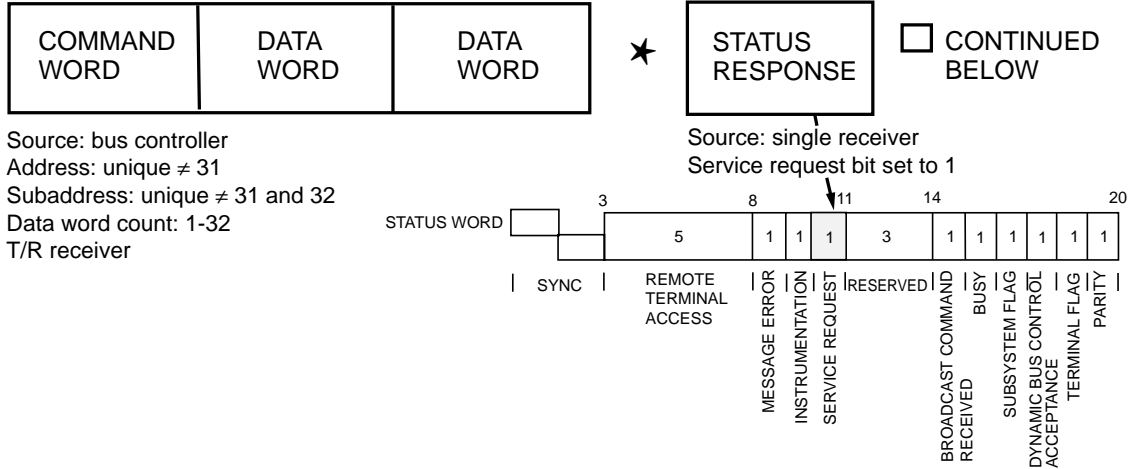 COMMAND
WORD
DATA
WORD
DATA
WORD
★
STATUS
RESPONSE
CONTINUED
BELOW
Source: bus controller
Address: unique ≠ 31
Subaddress: unique ≠ 31 and 32
Data word count: 1-32
T/R receiver
Source: single receiver
Service request bit set to 1
3
8
11
14
20
STATUS WORD
5
1
1
1
3
1
1
1
1
1
1
SYNC
REMOTE
TERMINAL
ACCESS
MESSAGE ERROR
INSTRUMENTATION
SERVICE REQUEST
RESERVED
BROADCAST COMMAND
RECEIVED
BUSY
SUBSYSTEM FLAG
DYNAMIC BUS CONTROL
ACCEPTANCE
TERMINAL FLAG
PARITY